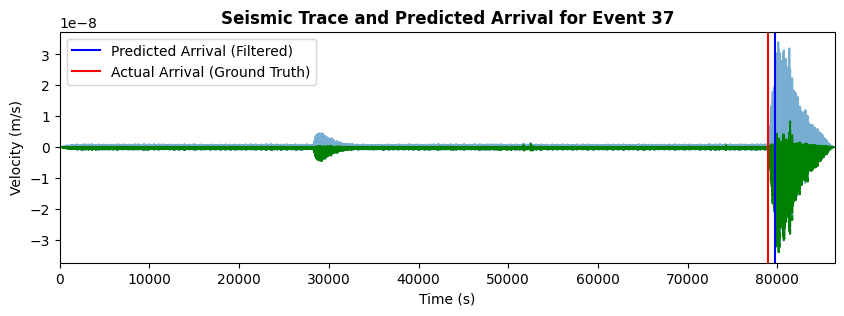 Seismic Trace and Predicted Arrival for Event 37
1e−8
Predicted Arrival (Filtered)
Actual Arrival (Ground Truth)
3
2
1
0
−1
−2
−3
Velocity (m/s)
0 10000 20000 30000 40000 50000 60000 70000 80000
Time (s)